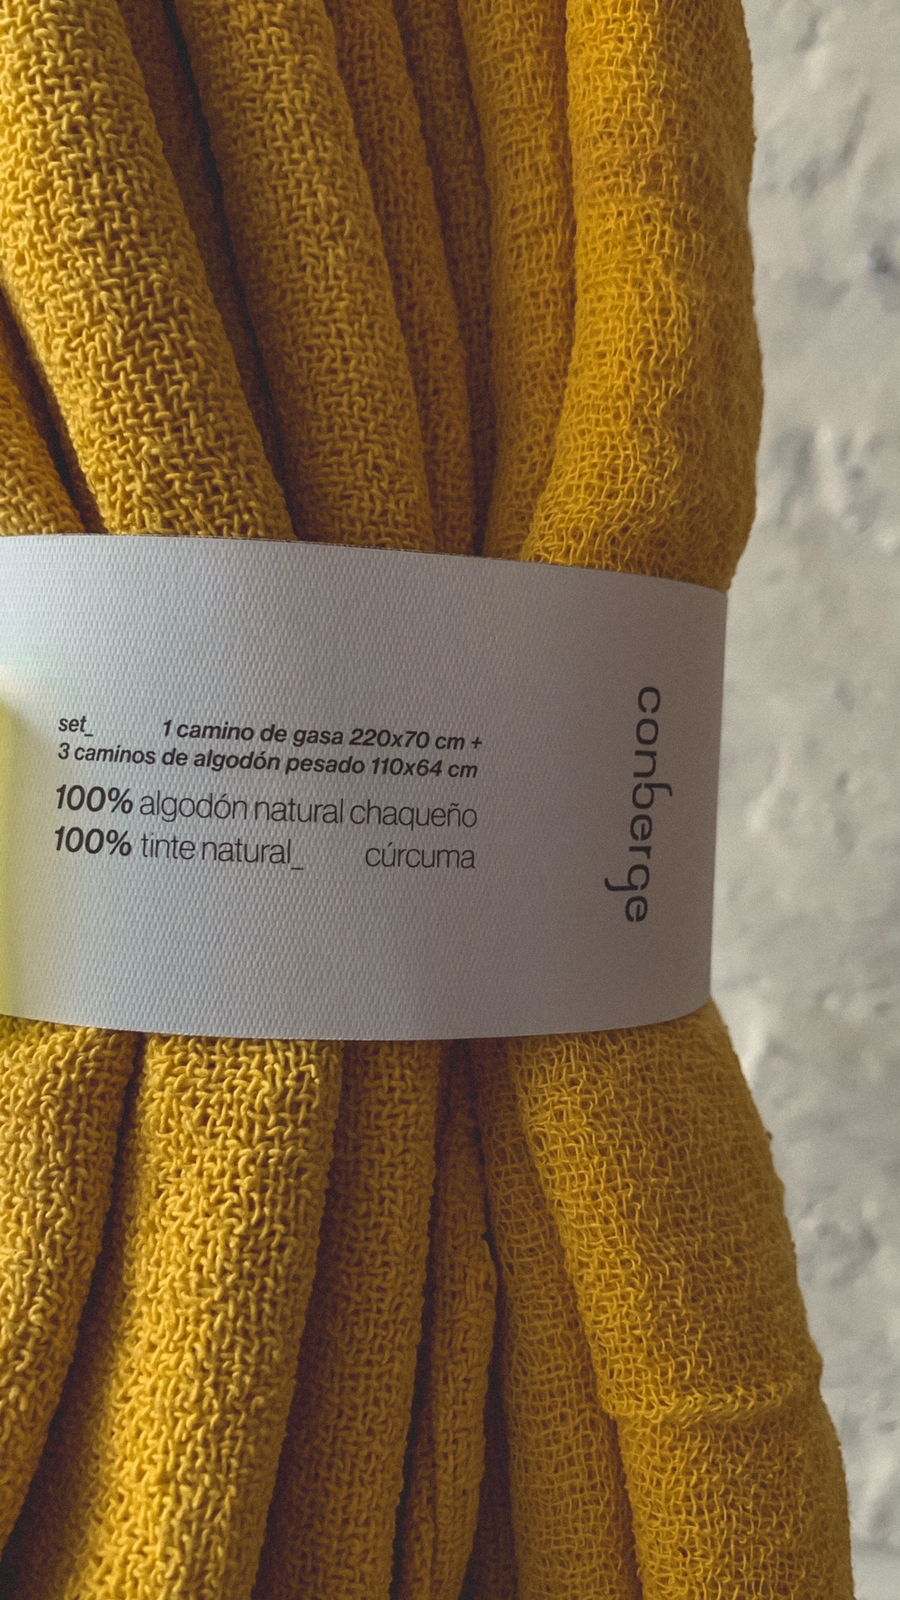 set_ 1 camino de gasa 220x70 cm +
3 caminos de algodón pesado 110x64 cm
100% algodón natural chaqueño
100% tinte natural_ cúrcuma
conberge